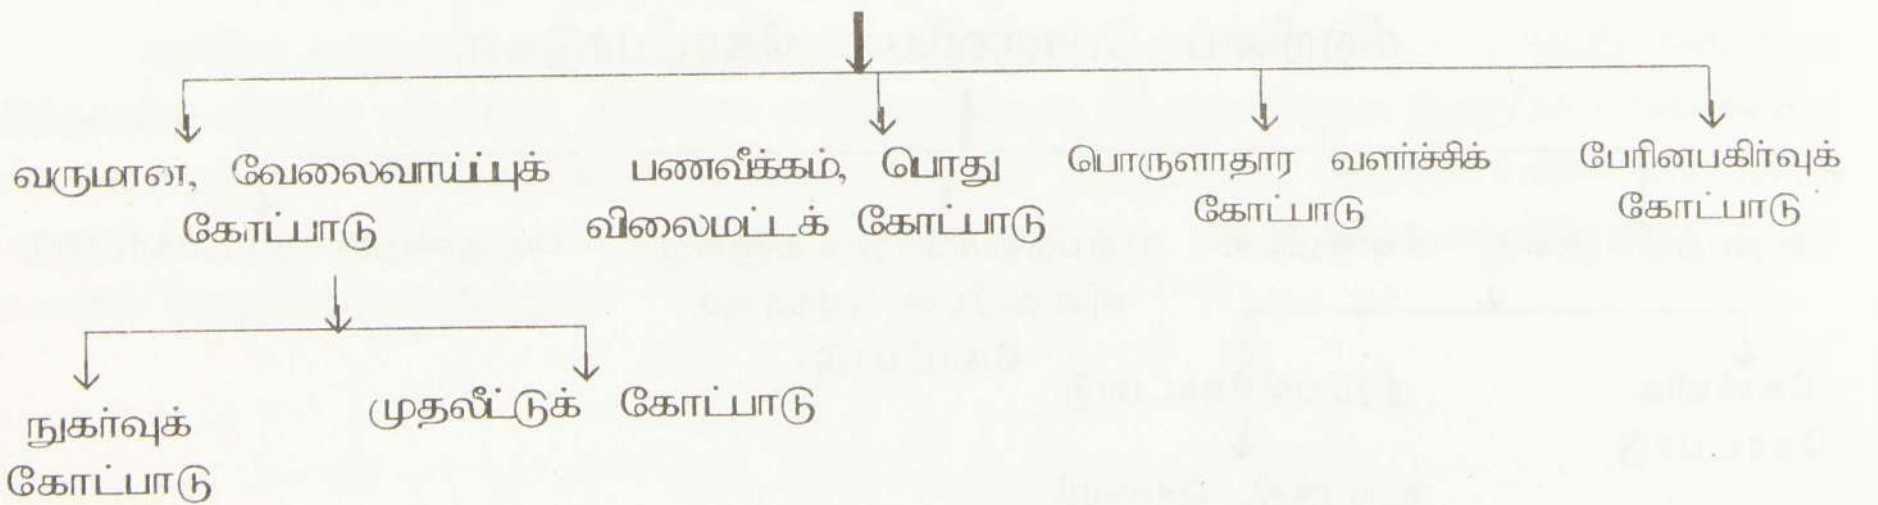 வருமான, வேலைவாய்ப்புக்
கோட்பாடு
பணவீக்கம், பொது
விலைமட்டக் கோட்பாடு
பொருளாதார வளர்ச்சிக்
கோட்பாடு
பேரினபகிர்வுக்
கோட்பாடு
நுகர்வுக்
கோட்பாடு
முதலீட்டுக் கோட்பாடு